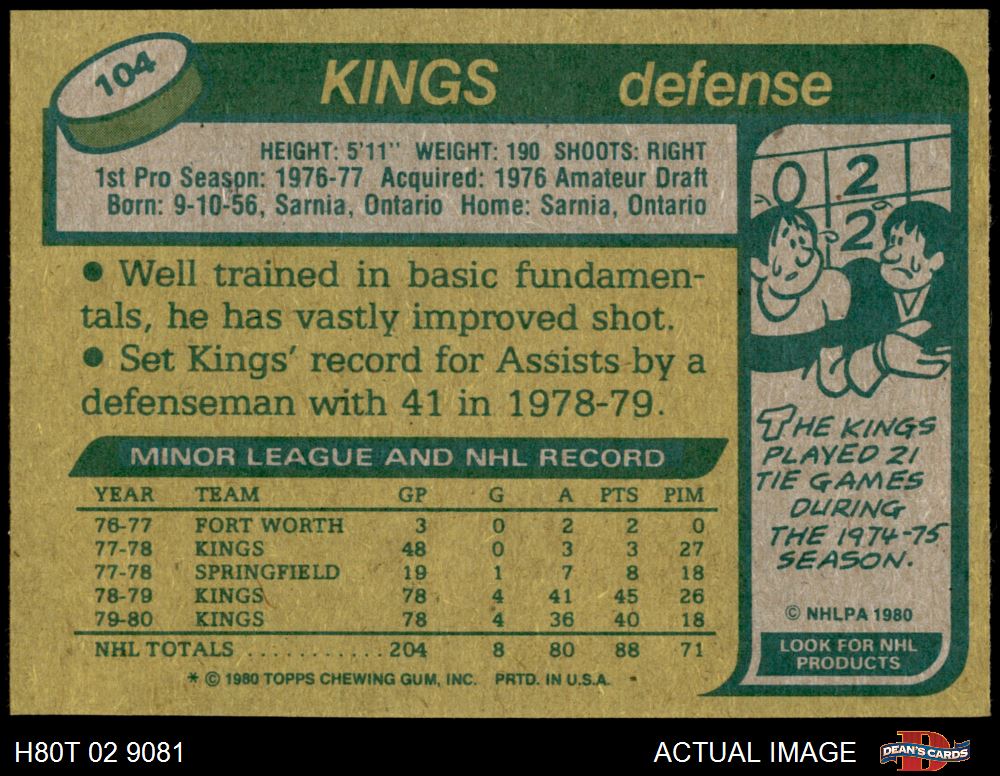 104
KINGS defense
HEIGHT: 5'11" WEIGHT: 190 SHOOTS: RIGHT
1st Pro Season: 1976-77 Acquired: 1976 Amateur Draft
Born: 9-10-56, Sarnia, Ontario Home: Sarnia, Ontario
● Well trained in basic fundamen-
tals, he has vastly improved shot.
● Set Kings' record for Assists by a
defenseman with 41 in 1978-79.
MINOR LEAGUE AND NHL RECORD
YEAR TEAM GP G A PTS PIM
76-77 FORT WORTH 3 0 2 2 0
77-78 KINGS 48 0 3 3 27
77-78 SPRINGFIELD 19 1 7 8 18
78-79 KINGS 78 4 41 45 26
79-80 KINGS 78 4 36 40 18
NHL TOTALS .......... 204 8 80 88 71
* © 1980 TOPPS CHEWING GUM, INC. PRTD. IN U.S.A.
0 2
2
THE KINGS
PLAYED 21
TIE GAMES
DURING
THE 1974-75
SEASON.
© NHLPA 1980
LOOK FOR NHL
PRODUCTS
H80T 02 9081 ACTUAL IMAGE
DEAN'S CARDS